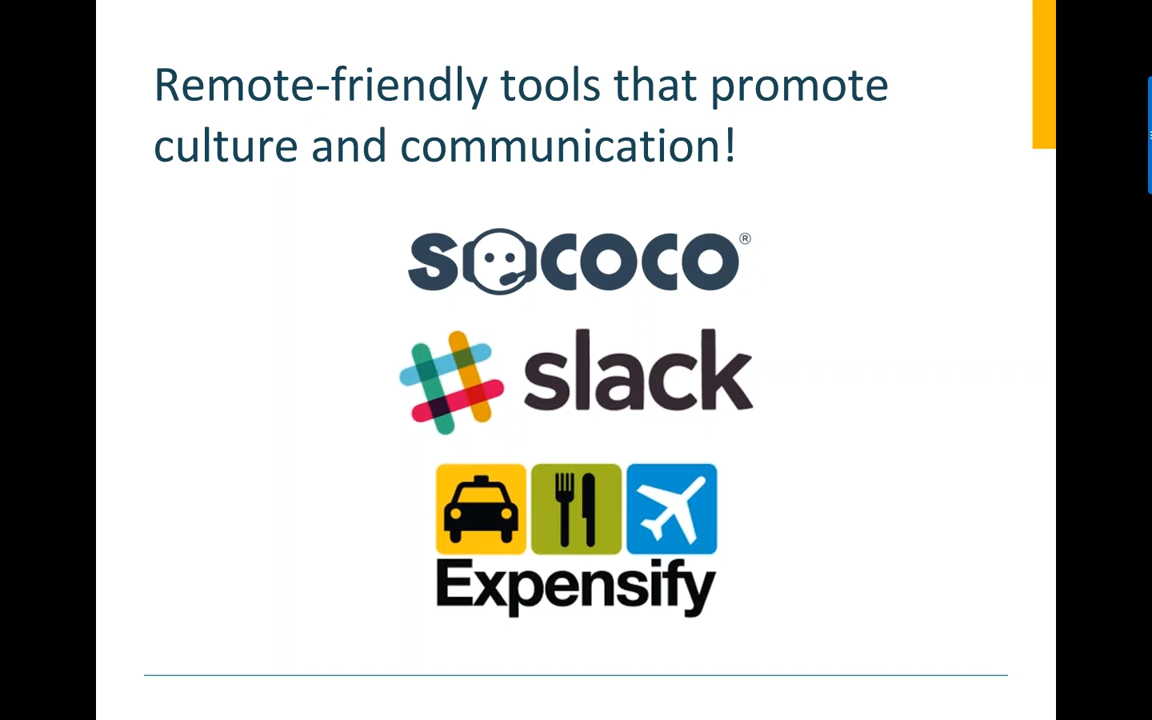 Remote-friendly tools that promote
culture and communication!
sococo®
slack
Expensify